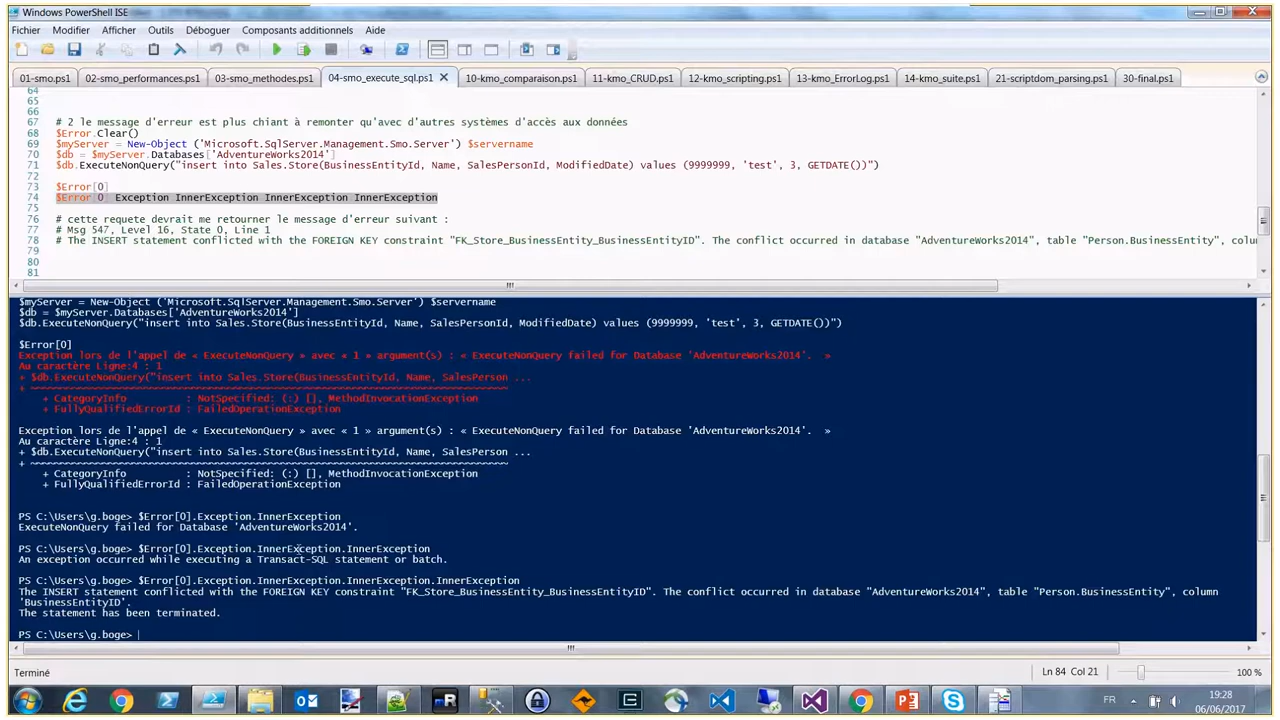 Windows PowerShell ISE
Fichier Modifier Afficher Outils Déboguer Composants additionnels Aide
01-smo.ps1 02-smo_performances.ps1 03-smo_methodes.ps1 04-smo_execute_sql.ps1 10-kmo_comparaison.ps1 11-kmo_CRUD.ps1 12-kmo_scripting.ps1 13-kmo_ErrorLog.ps1 14-kmo_suite.ps1 21-scriptdom_parsing.ps1 30-final.ps1
64
65
66
67 # 2 le message d'erreur est plus chiant à remonter qu'avec d'autres systèmes d'accès aux données
68 $Error.Clear()
69 $myServer = New-Object ('Microsoft.SqlServer.Management.Smo.Server') $servername
70 $db = $myServer.Databases['AdventureWorks2014']
71 $db.ExecuteNonQuery("insert into Sales.Store(BusinessEntityId, Name, SalesPersonId, ModifiedDate) values (9999999, 'test', 3, GETDATE())")
72
73 $Error[0]
74 $Error[0] Exception InnerException InnerException InnerException
75
76 # cette requete devrait me retourner le message d'erreur suivant :
77 # Msg 547, Level 16, State 0, Line 1
78 # The INSERT statement conflicted with the FOREIGN KEY constraint "FK_Store_BusinessEntity_BusinessEntityID". The conflict occurred in database "AdventureWorks2014", table "Person.BusinessEntity", colum
79
80
81
$myServer = New-Object ('Microsoft.SqlServer.Management.Smo.Server') $servername
$db = $myServer.Databases['AdventureWorks2014']
$db.ExecuteNonQuery("insert into Sales.Store(BusinessEntityId, Name, SalesPersonId, ModifiedDate) values (9999999, 'test', 3, GETDATE())")
$Error[0]
Exception lors de l'appel de « ExecuteNonQuery » avec « 1 » argument(s) : « ExecuteNonQuery failed for Database 'AdventureWorks2014'. »
Au caractère Ligne:4 : 1
+ $db.ExecuteNonQuery("insert into Sales.Store(BusinessEntityId, Name, SalesPerson ...
+ ~~~~~~~~~~~~~~~~~~~~~~~~~~~~~~~~~~~~~~~~~~~~~~~~~~~~~~~~~~~~~~~~~~~~~~~~~~~~~~~~
+ CategoryInfo : NotSpecified: (:) [], MethodInvocationException
+ FullyQualifiedErrorId : FailedOperationException
Exception lors de l'appel de « ExecuteNonQuery » avec « 1 » argument(s) : « ExecuteNonQuery failed for Database 'AdventureWorks2014'. »
Au caractère Ligne:4 : 1
+ $db.ExecuteNonQuery("insert into Sales.Store(BusinessEntityId, Name, SalesPerson ...
+ ~~~~~~~~~~~~~~~~~~~~~~~~~~~~~~~~~~~~~~~~~~~~~~~~~~~~~~~~~~~~~~~~~~~~~~~~~~~~~~~~
+ CategoryInfo : NotSpecified: (:) [], MethodInvocationException
+ FullyQualifiedErrorId : FailedOperationException
PS C:\Users\g.boge> $Error[0].Exception.InnerException
ExecuteNonQuery failed for Database 'AdventureWorks2014'.
PS C:\Users\g.boge> $Error[0].Exception.InnerException.InnerException
An exception occurred while executing a Transact-SQL statement or batch.
PS C:\Users\g.boge> $Error[0].Exception.InnerException.InnerException.InnerException
The INSERT statement conflicted with the FOREIGN KEY constraint "FK_Store_BusinessEntity_BusinessEntityID". The conflict occurred in database "AdventureWorks2014", table "Person.BusinessEntity", column
'BusinessEntityID'.
The statement has been terminated.
PS C:\Users\g.boge>
Terminé Ln 84 Col 21 100 %
FR 19:28
06/06/2017